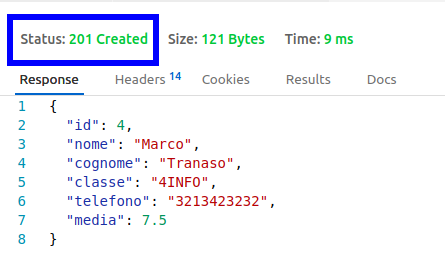 Status: 201 Created Size: 121 Bytes Time: 9 ms
Response Headers 14 Cookies Results Docs
1 {
2 "id": 4,
3 "nome": "Marco",
4 "cognome": "Tranaso",
5 "classe": "4INFO",
6 "telefono": "3213423232",
7 "media": 7.5
8 }